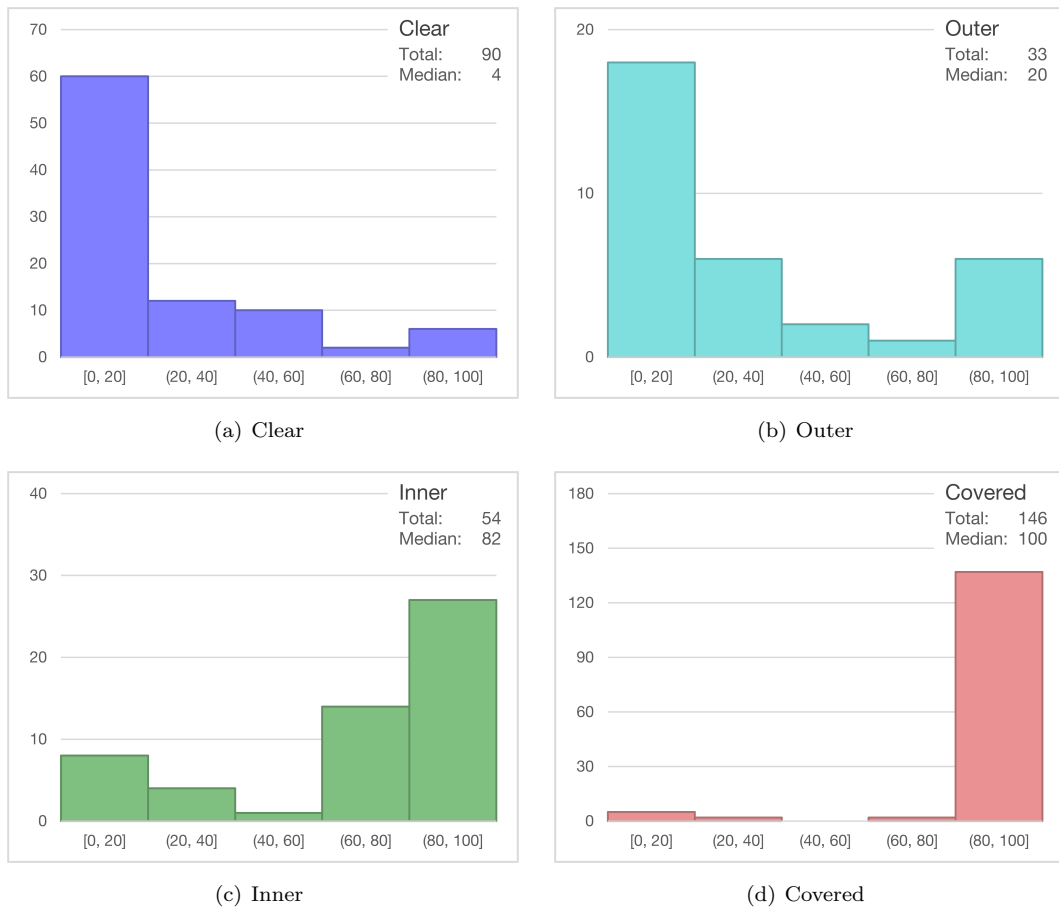 Clear
Total: 90
Median: 4
70
60
50
40
30
20
10
0
[0, 20] (20, 40] (40, 60] (60, 80] (80, 100]
(a) Clear
Outer
Total: 33
Median: 20
20
10
0
[0, 20] (20, 40] (40, 60] (60, 80] (80, 100]
(b) Outer
Inner
Total: 54
Median: 82
40
30
20
10
0
[0, 20] (20, 40] (40, 60] (60, 80] (80, 100]
(c) Inner
Covered
Total: 146
Median: 100
180
150
120
90
60
30
0
[0, 20] (20, 40] (40, 60] (60, 80] (80, 100]
(d) Covered